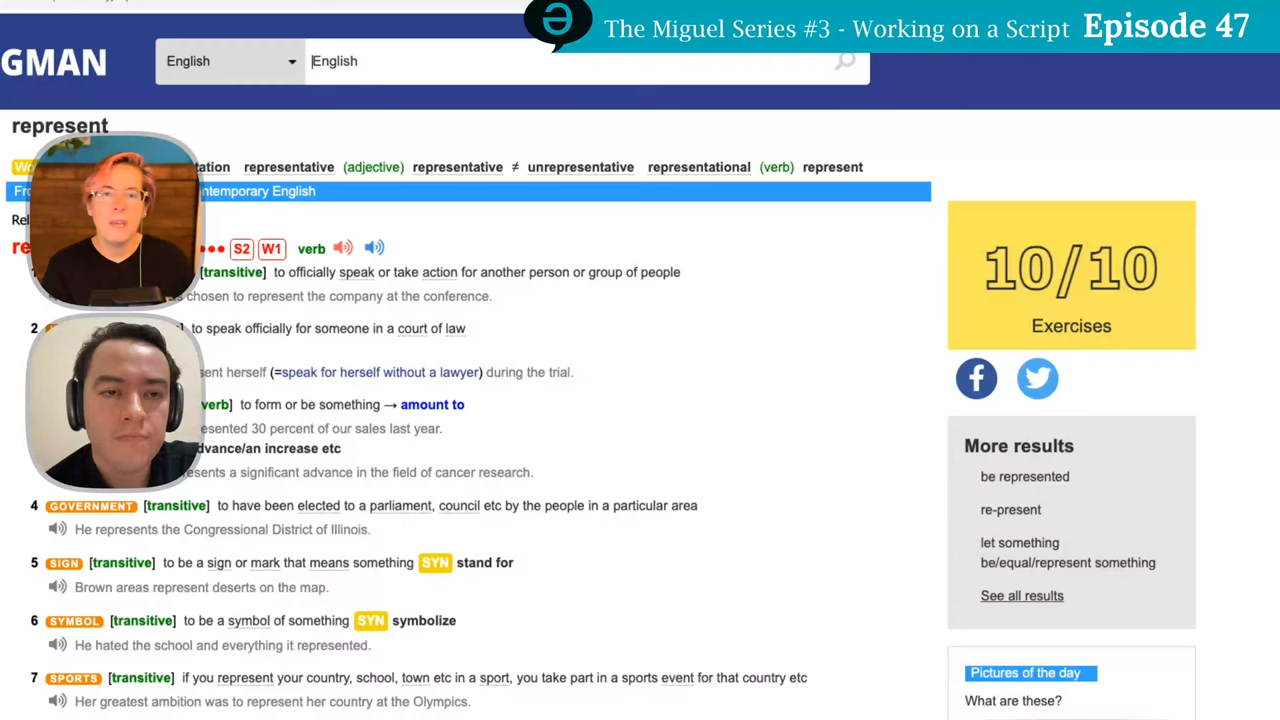 ə The Miguel Series #3 - Working on a Script Episode 47
GMAN English English
represent
tation representative (adjective) representative ≠ unrepresentative representational (verb) represent
ntemporary English
S2 W1 verb
[transitive] to officially speak or take action for another person or group of people
chosen to represent the company at the conference.
2 to speak officially for someone in a court of law
sent herself (=speak for herself without a lawyer) during the trial.
verb] to form or be something → amount to
esented 30 percent of our sales last year.
dvance/an increase etc
esents a significant advance in the field of cancer research.
4 GOVERNMENT [transitive] to have been elected to a parliament, council etc by the people in a particular area
He represents the Congressional District of Illinois.
5 SIGN [transitive] to be a sign or mark that means something SYN stand for
Brown areas represent deserts on the map.
6 SYMBOL [transitive] to be a symbol of something SYN symbolize
He hated the school and everything it represented.
7 SPORTS [transitive] if you represent your country, school, town etc in a sport, you take part in a sports event for that country etc
Her greatest ambition was to represent her country at the Olympics.
10/10
Exercises
More results
be represented
re-present
let something
be/equal/represent something
See all results
Pictures of the day
What are these?